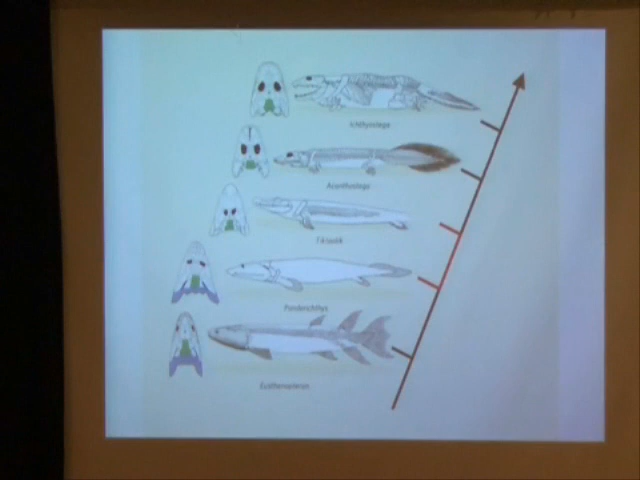 Ichthyostega
Acanthostega
Tiktaalik
Panderichthys
Eusthenopteron